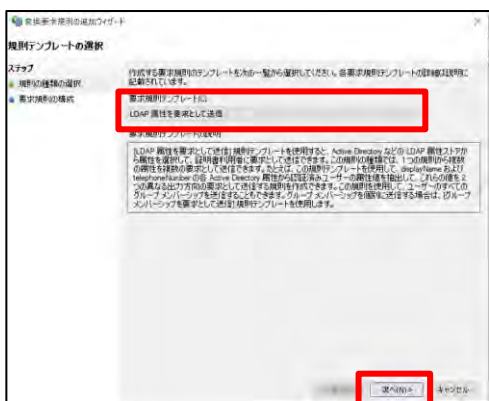 変換要求規則の追加ウィザード
規則テンプレートの選択
ステップ
規則の種類の選択
要求規則の構成
作成する要求規則のテンプレートを次の一覧から選択してください。各要求規則テンプレートの詳細は説明に
記載されています。
要求規則テンプレート(C):
LDAP 属性を要求として送信
要求規則テンプレートの説明
[LDAP 属性を要求として送信] 規則テンプレートを使用すると、Active Directory などの LDAP 属性ストアか
ら属性を選択して、証明書利用者に要求として送信できます。この規則の種類では、1 つの規則から複数
の属性を複数の要求として送信できます。たとえば、この規則テンプレートを使用して、displayName および
telephoneNumber の各 Active Directory 属性から認証済みユーザーの属性値を抽出して、これらの値を 2
つの異なる出力方向の要求として送信する規則を作成できます。この規則を使用して、ユーザーのすべての
グループ メンバーシップを送信することもできます。グループ メンバーシップを個別に送信する場合は、[グループ
メンバーシップを要求として送信] 規則テンプレートを使用します。
次へ(N) >
キャンセル